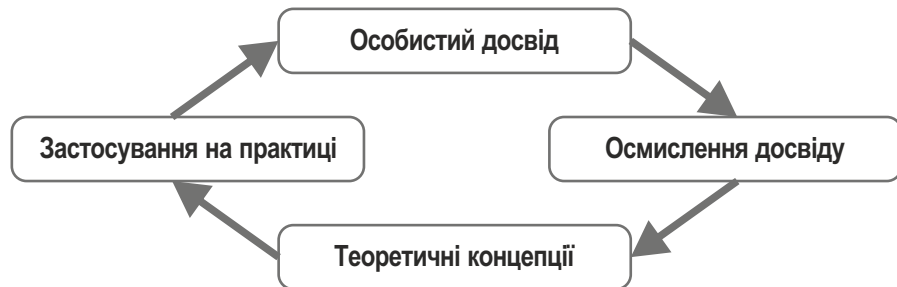 Особистий досвід
Застосування на практиці
Осмислення досвіду
Теоретичні концепції